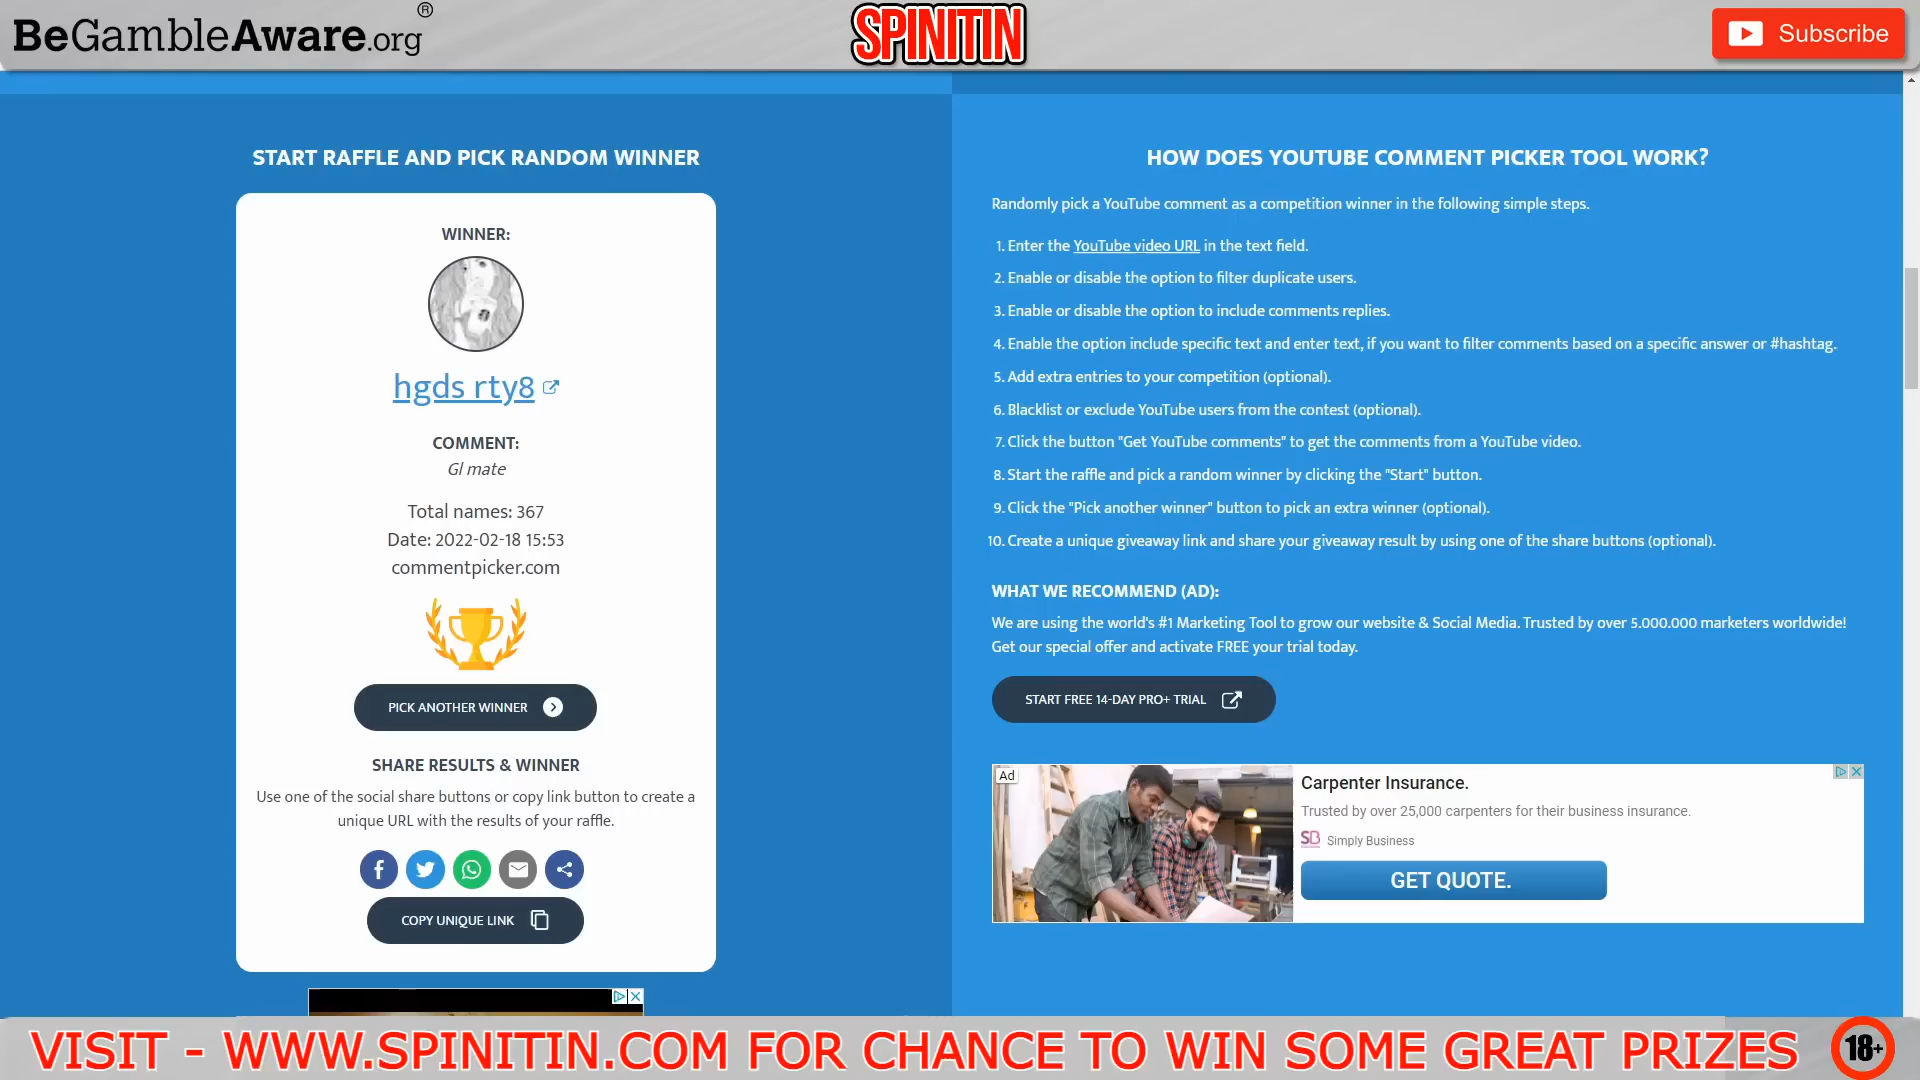 BeGambleAware.org®
SPINITIN
Subscribe
START RAFFLE AND PICK RANDOM WINNER
WINNER:
hgds rty8
COMMENT:
Gl mate
Total names: 367
Date: 2022-02-18 15:53
commentpicker.com
PICK ANOTHER WINNER
SHARE RESULTS & WINNER
Use one of the social share buttons or copy link button to create a
unique URL with the results of your raffle.
COPY UNIQUE LINK
HOW DOES YOUTUBE COMMENT PICKER TOOL WORK?
Randomly pick a YouTube comment as a competition winner in the following simple steps.
1. Enter the YouTube video URL in the text field.
2. Enable or disable the option to filter duplicate users.
3. Enable or disable the option to include comments replies.
4. Enable the option include specific text and enter text, if you want to filter comments based on a specific answer or #hashtag.
5. Add extra entries to your competition (optional).
6. Blacklist or exclude YouTube users from the contest (optional).
7. Click the button "Get YouTube comments" to get the comments from a YouTube video.
8. Start the raffle and pick a random winner by clicking the "Start" button.
9. Click the "Pick another winner" button to pick an extra winner (optional).
10. Create a unique giveaway link and share your giveaway result by using one of the share buttons (optional).
WHAT WE RECOMMEND (AD):
We are using the world's #1 Marketing Tool to grow our website & Social Media. Trusted by over 5.000.000 marketers worldwide!
Get our special offer and activate FREE your trial today.
START FREE 14-DAY PRO+ TRIAL
Ad
Carpenter Insurance.
Trusted by over 25,000 carpenters for their business insurance.
SB Simply Business
GET QUOTE.
VISIT - WWW.SPINITIN.COM FOR CHANCE TO WIN SOME GREAT PRIZES
18+